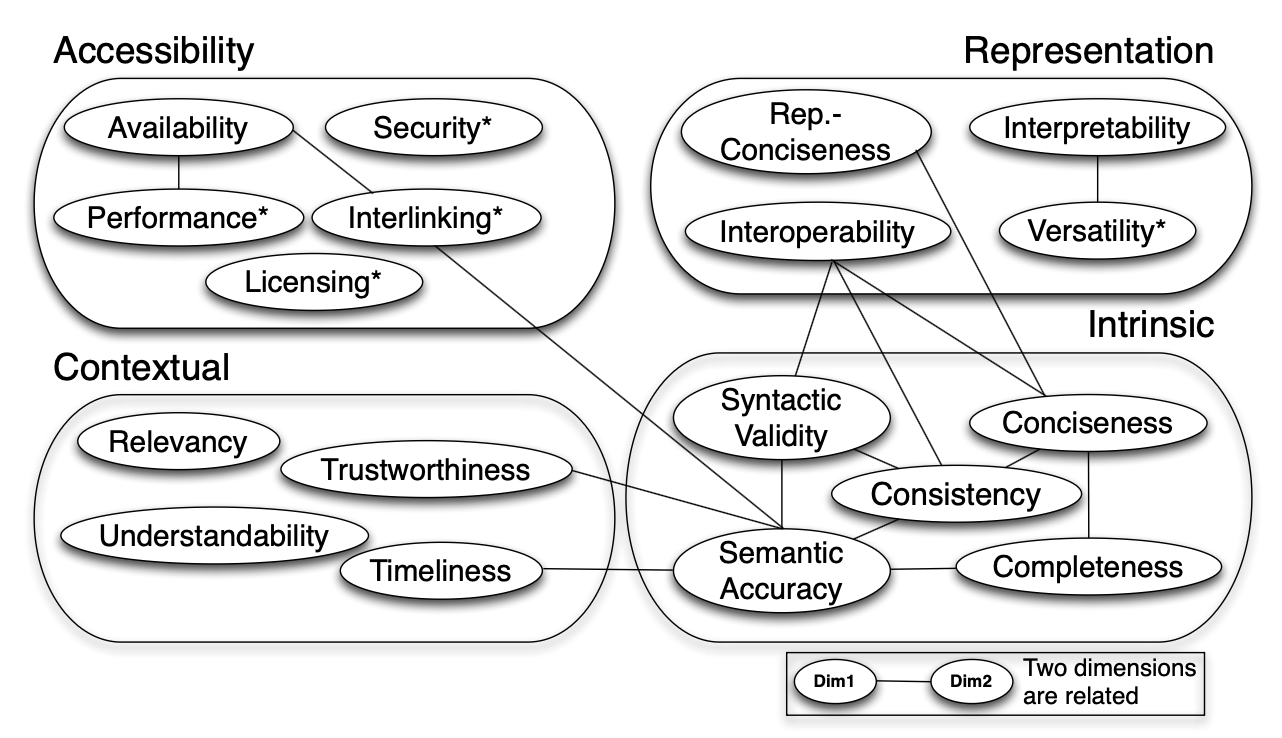 Accessibility
Availability
Security*
Performance*
Interlinking*
Licensing*
Representation
Rep.-
Conciseness
Interpretability
Interoperability
Versatility*
Contextual
Relevancy
Trustworthiness
Understandability
Timeliness
Intrinsic
Syntactic
Validity
Conciseness
Consistency
Semantic
Accuracy
Completeness
Dim1
Dim2
Two dimensions
are related